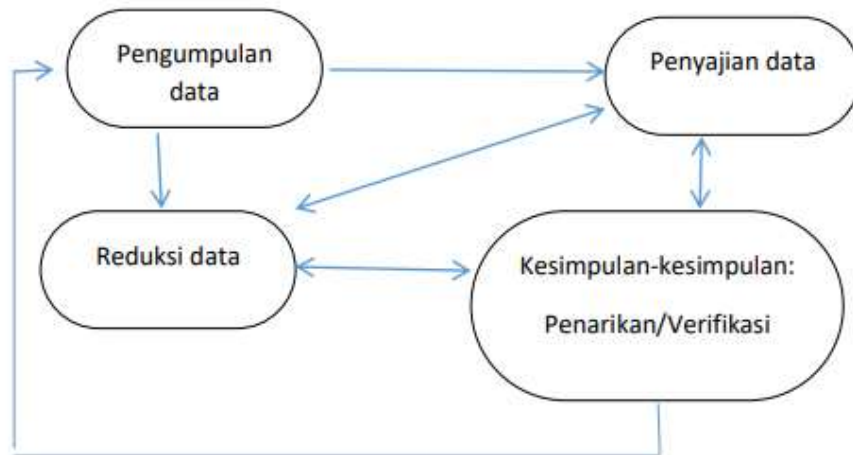 Pengumpulan
data
Penyajian data
Reduksi data
Kesimpulan-kesimpulan:
Penarikan/Verifikasi